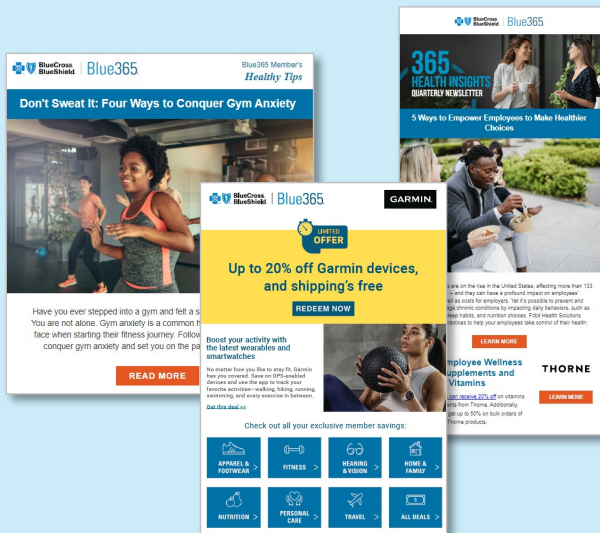 BlueCross
BlueShield
Blue365
Blue365 Member's
Healthy Tips
Don't Sweat It: Four Ways to Conquer Gym Anxiety
Have you ever stepped into a gym and felt a s
You are not alone. Gym anxiety is a common h
face when starting their fitness journey. Follow
conquer gym anxiety and set you on the pa
READ MORE
BlueCross
BlueShield
Blue365
GARMIN
LIMITED
OFFER
Up to 20% off Garmin devices,
and shipping's free
REDEEM NOW
Boost your activity with
the latest wearables and
smartwatches
No matter how you like to stay fit, Garmin
has you covered. Save on GPS-enabled
devices and use the app to track your
favorite activities—walking, hiking, running,
swimming, and every exercise in between.
Get this deal >>
Check out all your exclusive member savings:
APPAREL &
FOOTWEAR >
FITNESS >
HEARING
& VISION >
HOME &
FAMILY >
NUTRITION >
PERSONAL
CARE >
TRAVEL >
ALL DEALS >
BlueCross
BlueShield
Blue365
365
HEALTH INSIGHTS
QUARTERLY NEWSLETTER
5 Ways to Empower Employees to Make Healthier
Choices
s are on the rise in the United States, affecting more than 133
– and they can have a profound impact on employees'
ell as costs for employers. Yet it's possible to prevent and
age chronic conditions by impacting daily behaviors, such as
leep habits, and nutrition choices. Fitbit Health Solutions
ractices to help your employees take control of their health:
LEARN MORE
mployee Wellness
upplements and
Vitamins
can receive 20% off on vitamins
nts from Thorne. Additionally,
get up to 50% on bulk orders of
Thorne products.
THORNE
LEARN MORE